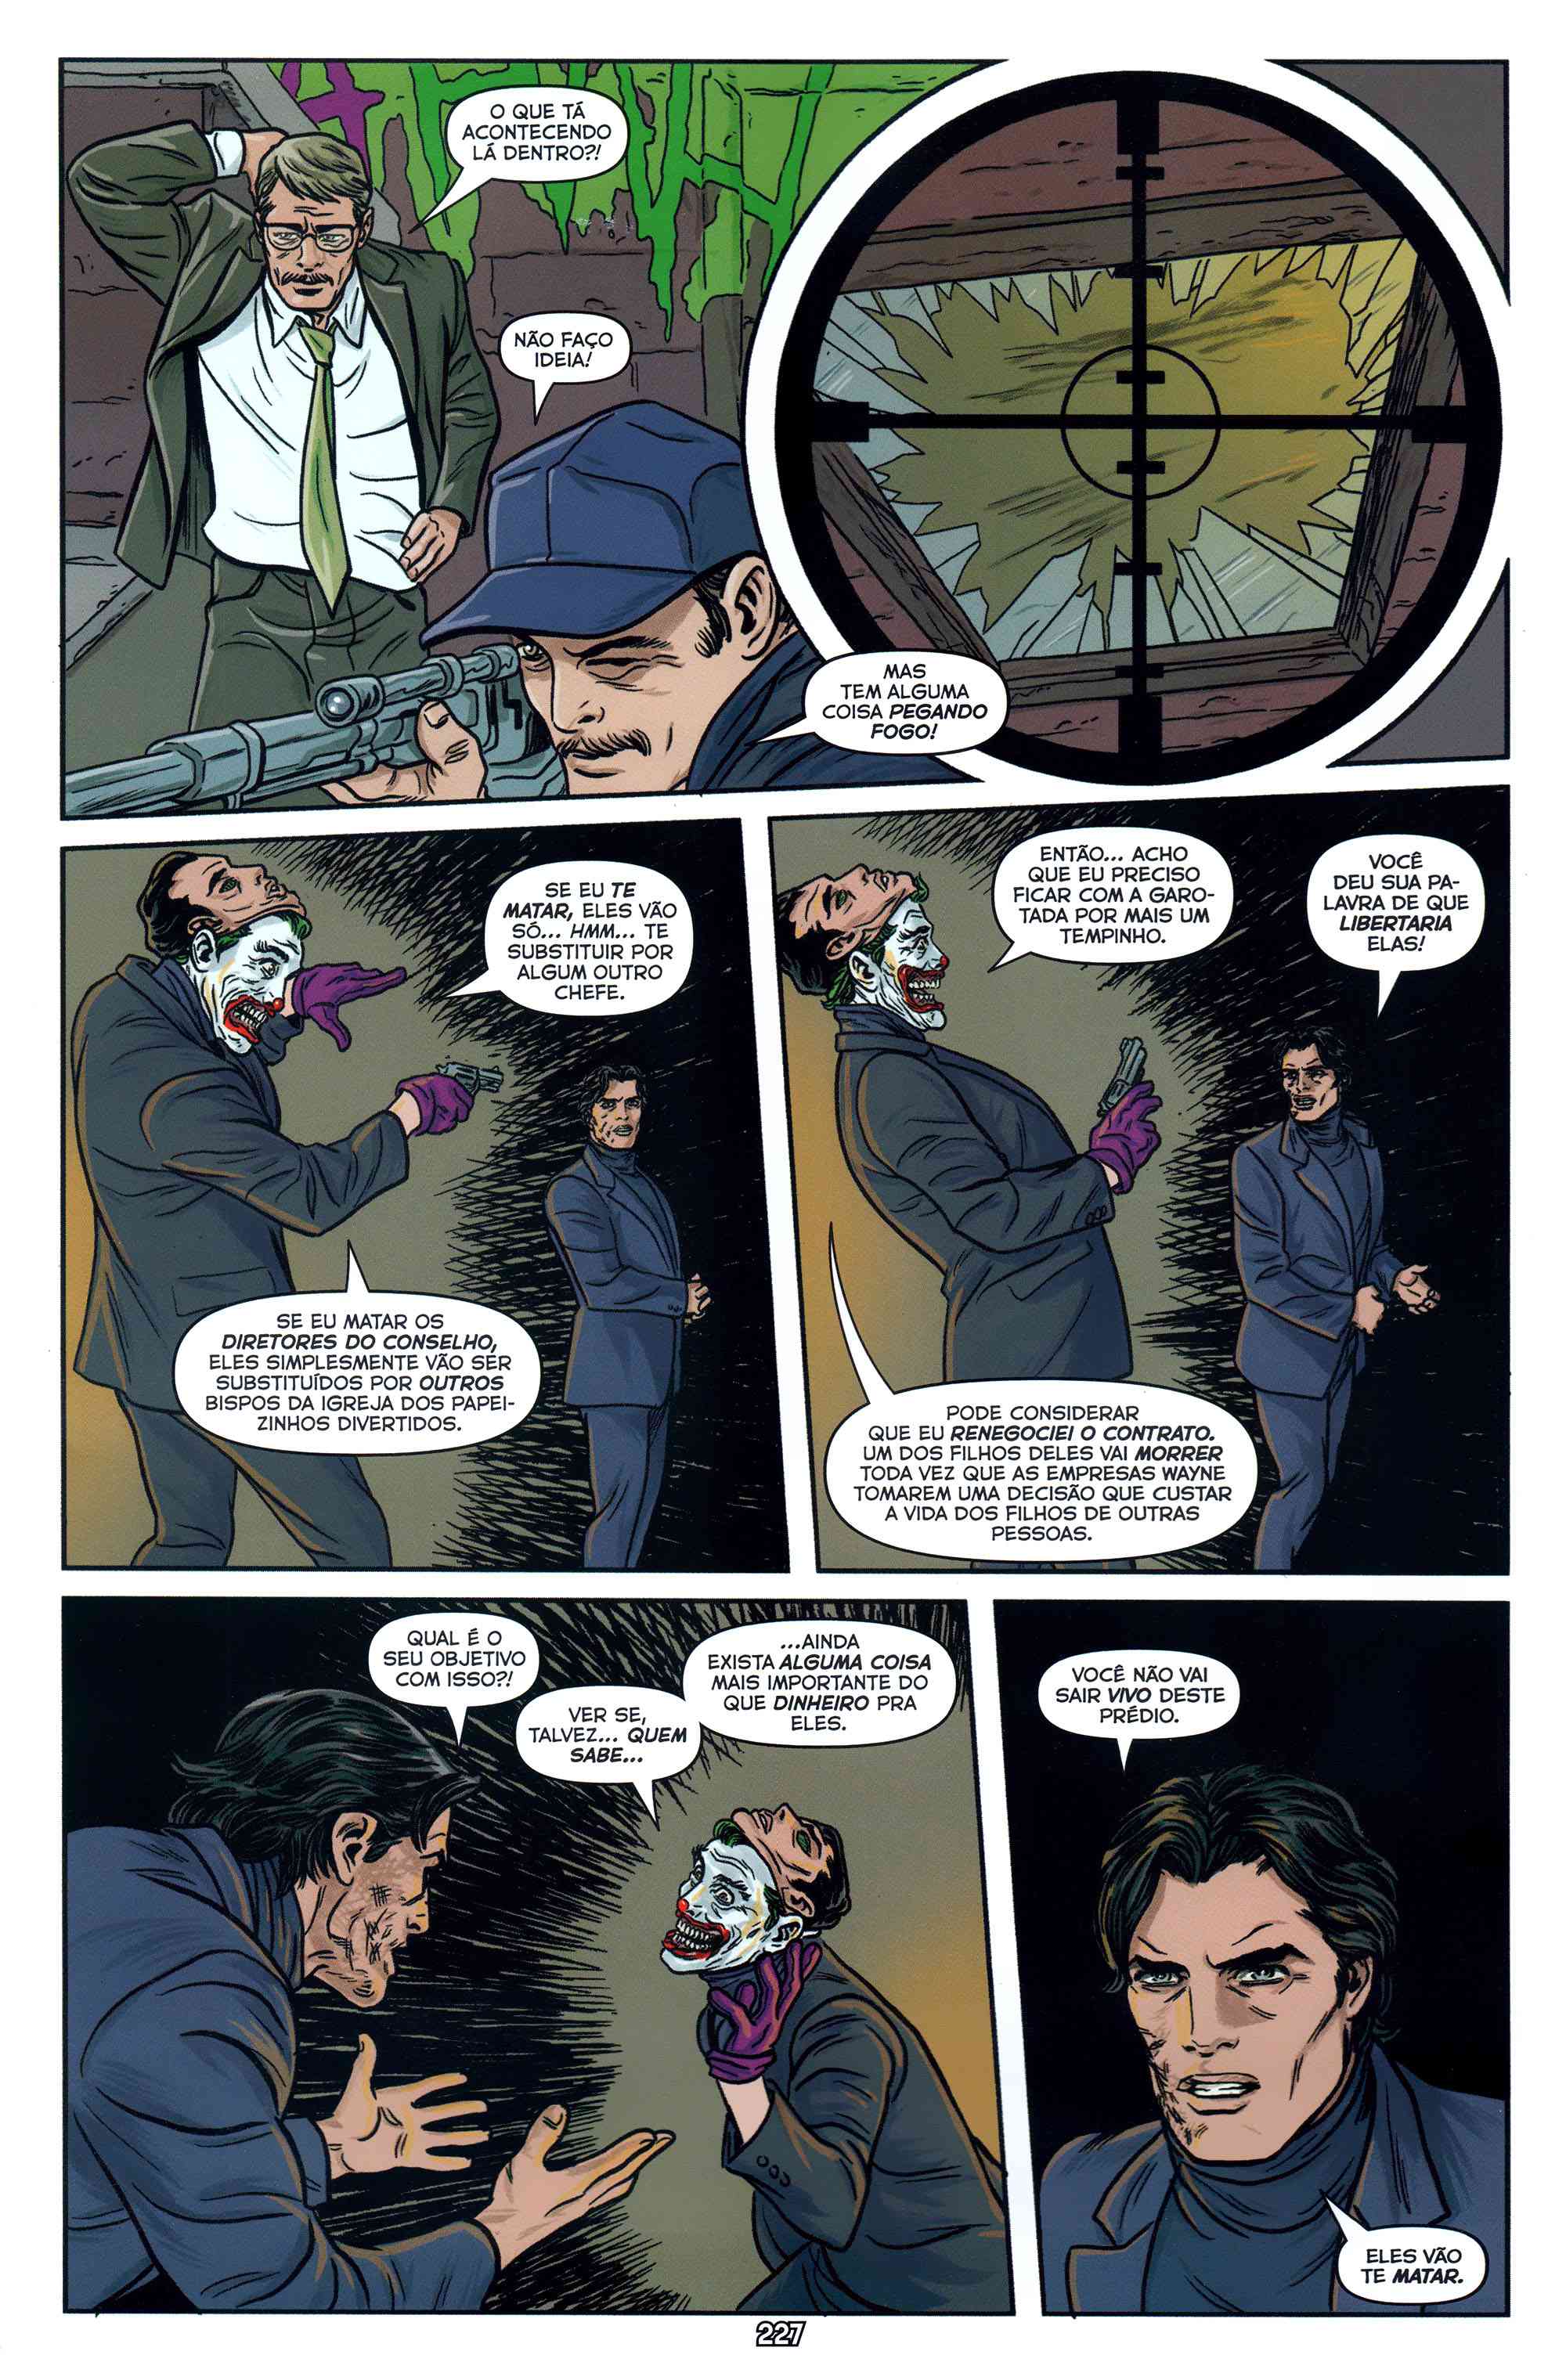 O QUE TÁ
ACONTECENDO
LÁ DENTRO?!
NÃO FAÇO
IDEIA!
MAS
TEM ALGUMA
COISA PEGANDO
FOGO!
SE EU TE
MATAR, ELES VÃO
SÓ... HMM... TE
SUBSTITUIR POR
ALGUM OUTRO
CHEFE.
SE EU MATAR OS
DIRETORES DO CONSELHO,
ELES SIMPLESMENTE VÃO SER
SUBSTITUÍDOS POR OUTROS
BISPOS DA IGREJA DOS PAPEI-
ZINHOS DIVERTIDOS.
ENTÃO... ACHO
QUE EU PRECISO
FICAR COM A GARO-
TADA POR MAIS UM
TEMPINHO.
VOCÊ
DEU SUA PA-
LAVRA DE QUE
LIBERTARIA
ELAS!
PODE CONSIDERAR
QUE EU RENEGOCIEI O CONTRATO.
UM DOS FILHOS DELES VAI MORRER
TODA VEZ QUE AS EMPRESAS WAYNE
TOMAREM UMA DECISÃO QUE CUSTAR
A VIDA DOS FILHOS DE OUTRAS
PESSOAS.
QUAL É O
SEU OBJETIVO
COM ISSO?!
VER SE,
TALVEZ... QUEM
SABE...
...AINDA
EXISTA ALGUMA COISA
MAIS IMPORTANTE DO
QUE DINHEIRO PRA
ELES.
VOCÊ NÃO VAI
SAIR VIVO DESTE
PRÉDIO.
ELES VÃO
TE MATAR.
227